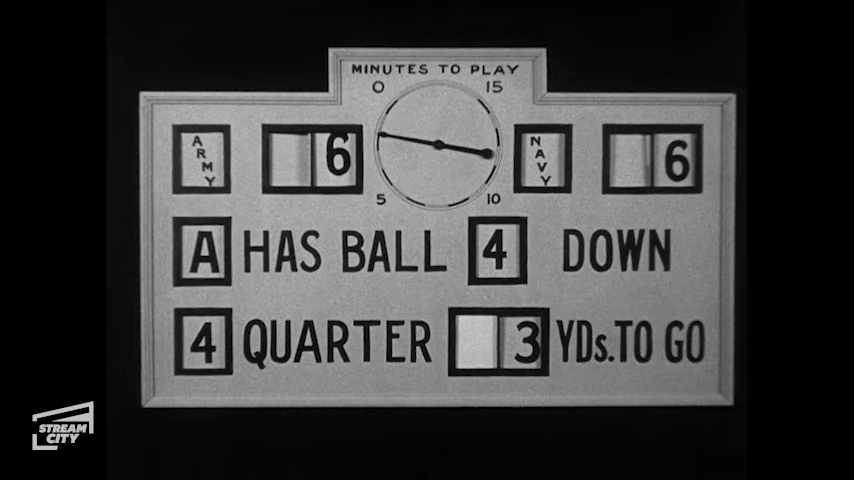 MINUTES TO PLAY
0 15
ARMY 6 NAVY 6
5 10
A HAS BALL 4 DOWN
4 QUARTER 3 YDS. TO GO
STREAM
CITY